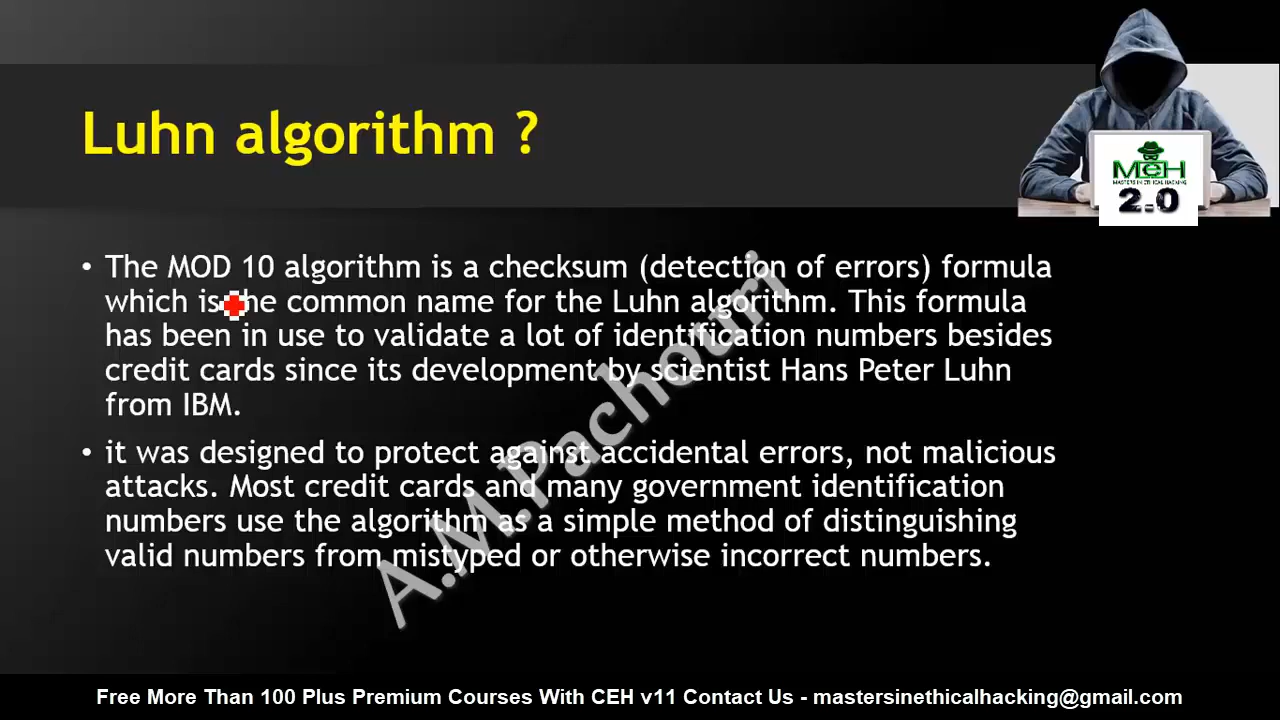 Luhn algorithm ?
MeH
MASTERS IN ETHICAL HACKING
2.0
• The MOD 10 algorithm is a checksum (detection of errors) formula
which is the common name for the Luhn algorithm. This formula
has been in use to validate a lot of identification numbers besides
credit cards since its development by scientist Hans Peter Luhn
from IBM.
• it was designed to protect against accidental errors, not malicious
attacks. Most credit cards and many government identification
numbers use the algorithm as a simple method of distinguishing
valid numbers from mistyped or otherwise incorrect numbers.
A.M.Pachouri
Free More Than 100 Plus Premium Courses With CEH v11 Contact Us - mastersinethicalhacking@gmail.com